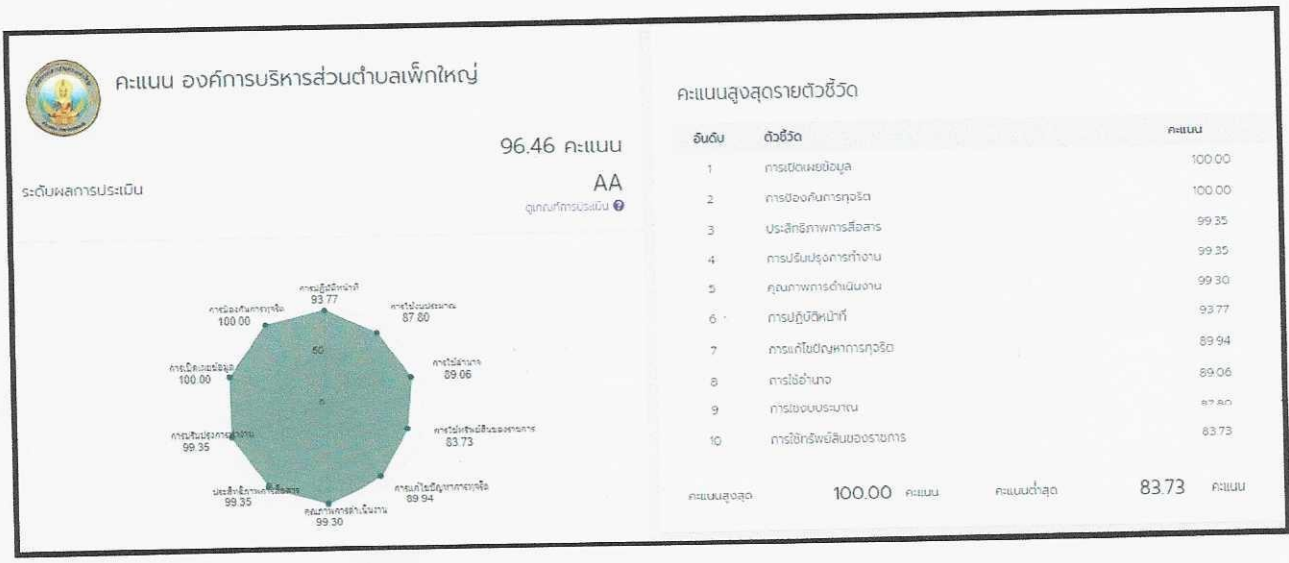 คะแนน องค์การบริหารส่วนตำบลเพ็กใหญ่
96.46 คะแนน
ระดับผลการประเมิน
AA
ดูเกณฑ์การประเมิน
การปฏิบัติหน้าที่
93.77
การใช้งบประมาณ
87.80
การใช้อำนาจ
89.06
การใช้ทรัพย์สินของราชการ
83.73
การแก้ไขปัญหาการทุจริต
89.94
คุณภาพการดำเนินงาน
99.30
ประสิทธิภาพการสื่อสาร
99.35
การปรับปรุงการทำงาน
99.35
การเปิดเผยข้อมูล
100.00
การป้องกันการทุจริต
100.00
50
0
คะแนนสูงสุดรายตัวชี้วัด
อันดับ ตัวชี้วัด คะแนน
1 การเปิดเผยข้อมูล 100.00
2 การป้องกันการทุจริต 100.00
3 ประสิทธิภาพการสื่อสาร 99.35
4 การปรับปรุงการทำงาน 99.35
5 คุณภาพการดำเนินงาน 99.30
6 การปฏิบัติหน้าที่ 93.77
7 การแก้ไขปัญหาการทุจริต 89.94
8 การใช้อำนาจ 89.06
9 การใช้งบประมาณ 87.80
10 การใช้ทรัพย์สินของราชการ 83.73
คะแนนสูงสุด 100.00 คะแนน คะแนนต่ำสุด 83.73 คะแนน